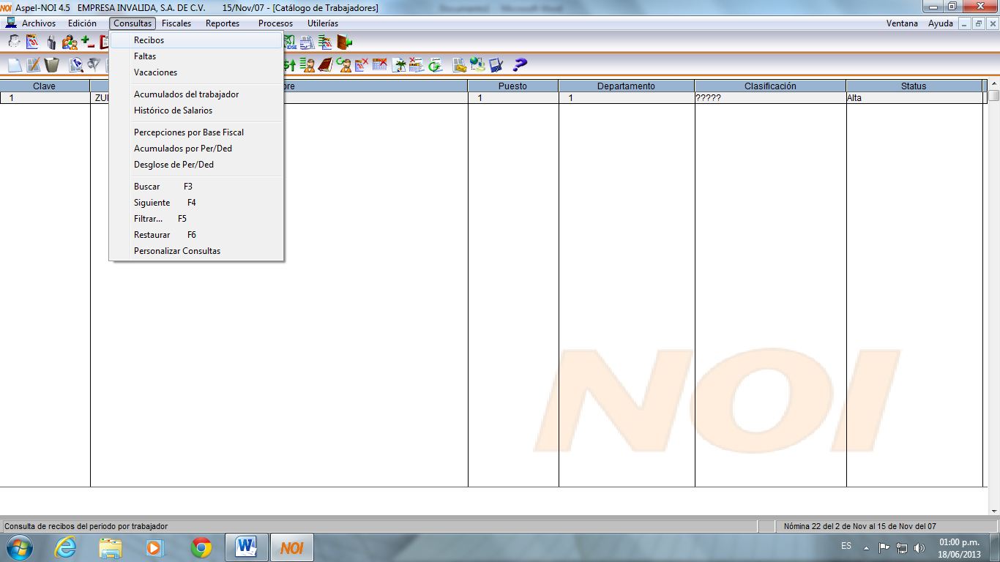 NOI Aspel-NOI 4.5 EMPRESA INVALIDA, S.A. DE C.V. 15/Nov/07 - [Catálogo de Trabajadores]
Archivos Edición Consultas Fiscales Reportes Procesos Utilerías Ventana Ayuda
Recibos
Faltas
Vacaciones
Acumulados del trabajador
Histórico de Salarios
Percepciones por Base Fiscal
Acumulados por Per/Ded
Desglose de Per/Ded
Buscar F3
Siguiente F4
Filtrar... F5
Restaurar F6
Personalizar Consultas
IDSE
Clave Puesto Departamento Clasificación Status
1 1 1 ????? Alta
NOI
Consulta de recibos del periodo por trabajador
Nómina 22 del 2 de Nov al 15 de Nov del 07
NOI
ES
01:00 p.m.
18/06/2013